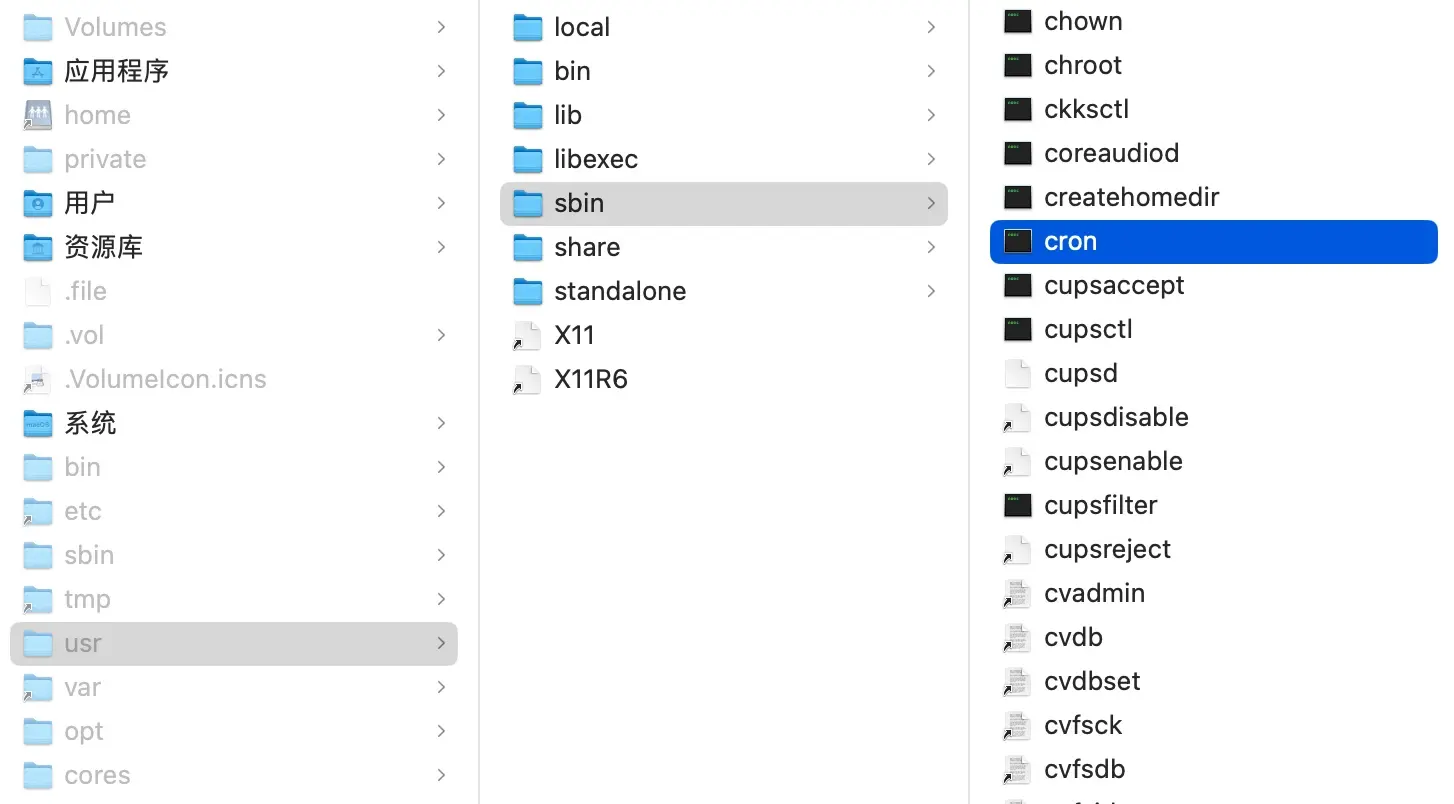 Volumes
应用程序
home
private
用户
资源库
.file
.vol
.VolumeIcon.icns
系统
bin
etc
sbin
tmp
usr
var
opt
cores
local
bin
lib
libexec
sbin
share
standalone
X11
X11R6
chown
chroot
ckksctl
coreaudiod
createhomedir
cron
cupsaccept
cupsctl
cupsd
cupsdisable
cupsenable
cupsfilter
cupsreject
cvadmin
cvdb
cvdbset
cvfsck
cvfsdb